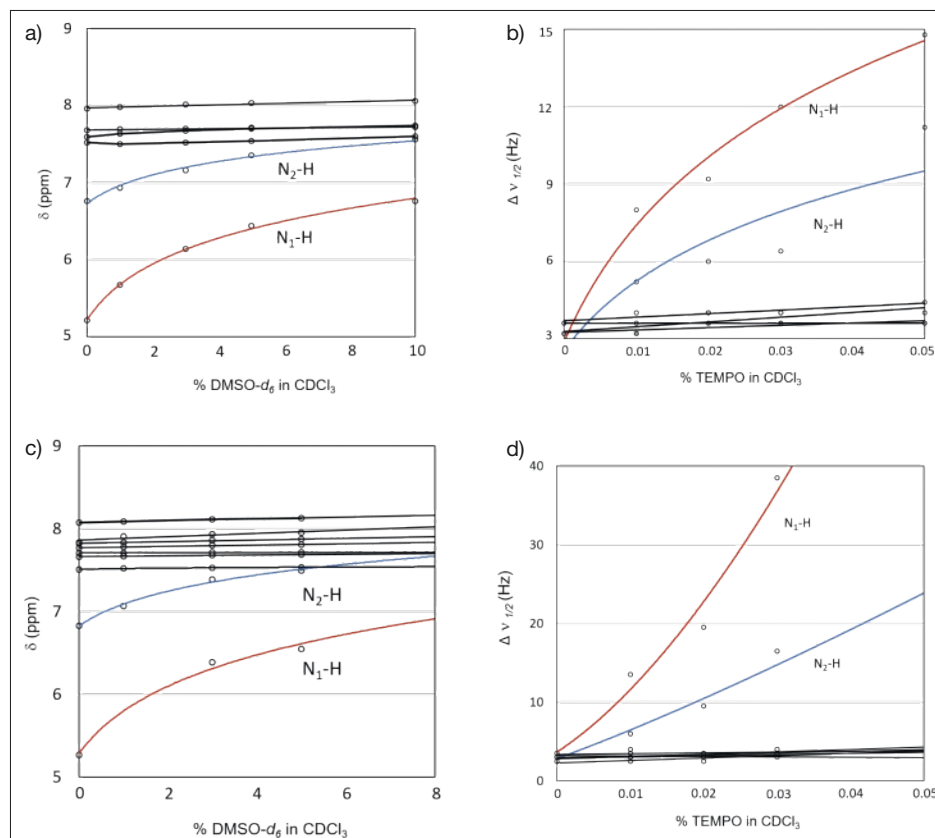 a)
9
8
7
6
5
δ (ppm)
N₂-H
N₁-H
0 2 4 6 8 10
% DMSO-d₆ in CDCl₃
b)
15
12
9
6
3
Δ ν ₁/₂ (Hz)
N₁-H
N₂-H
0 0.01 0.02 0.03 0.04 0.05
% TEMPO in CDCl₃
c)
9
8
7
6
5
δ (ppm)
N₂-H
N₁-H
0 2 4 6 8
% DMSO-d₆ in CDCl₃
d)
40
30
20
10
0
Δ ν ₁/₂ (Hz)
N₁-H
N₂-H
0 0.01 0.02 0.03 0.04 0.05
% TEMPO in CDCl₃